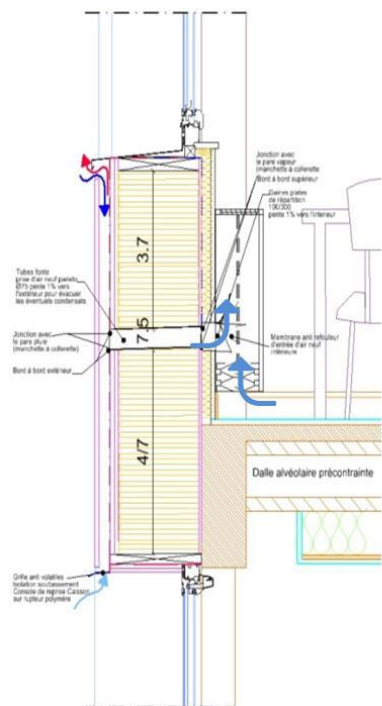 Jonction avec
le pare vapeur
(manchette à collerette)
Bord à bord supérieur
Gaines plates
de répartition
100/300
pente 1% vers l'interieur
3.7
Tubes fonte
prise d'air neuf
Ø75 pente 1% vers
l'extérieur pour évacuer
les éventuels condensats
7.5
Jonction avec
le pare pluie
(manchette à collerette)
Bord à bord extérieur
Membrane anti refouleur
d'entrée d'air neuf
intérieure
4/7
Dalle alvéolaire précontrainte
Grille anti volatiles
Isolation soubassement
Console de reprise Caisson
sur rupteur polymère